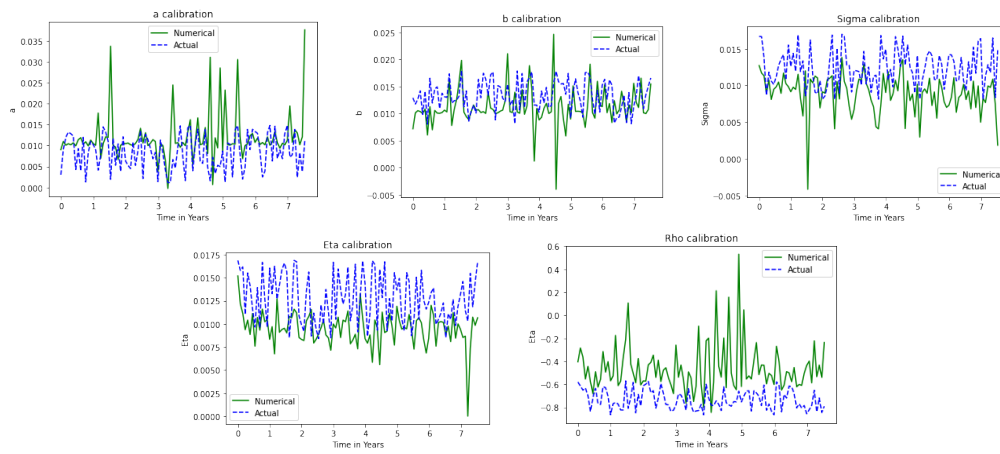 a calibration
a
0.035
0.030
0.025
0.020
0.015
0.010
0.005
0.000
Numerical
Actual
0 1 2 3 4 5 6 7
Time in Years
b calibration
b
0.025
0.020
0.015
0.010
0.005
0.000
−0.005
Numerical
Actual
0 1 2 3 4 5 6 7
Time in Years
Sigma calibration
Sigma
0.015
0.010
0.005
0.000
−0.005
Numerical
Actual
0 1 2 3 4 5 6 7
Time in Years
Eta calibration
Eta
0.0175
0.0150
0.0125
0.0100
0.0075
0.0050
0.0025
0.0000
Numerical
Actual
0 1 2 3 4 5 6 7
Time in Years
Rho calibration
Eta
0.6
0.4
0.2
0.0
−0.2
−0.4
−0.6
−0.8
Numerical
Actual
0 1 2 3 4 5 6 7
Time in Years